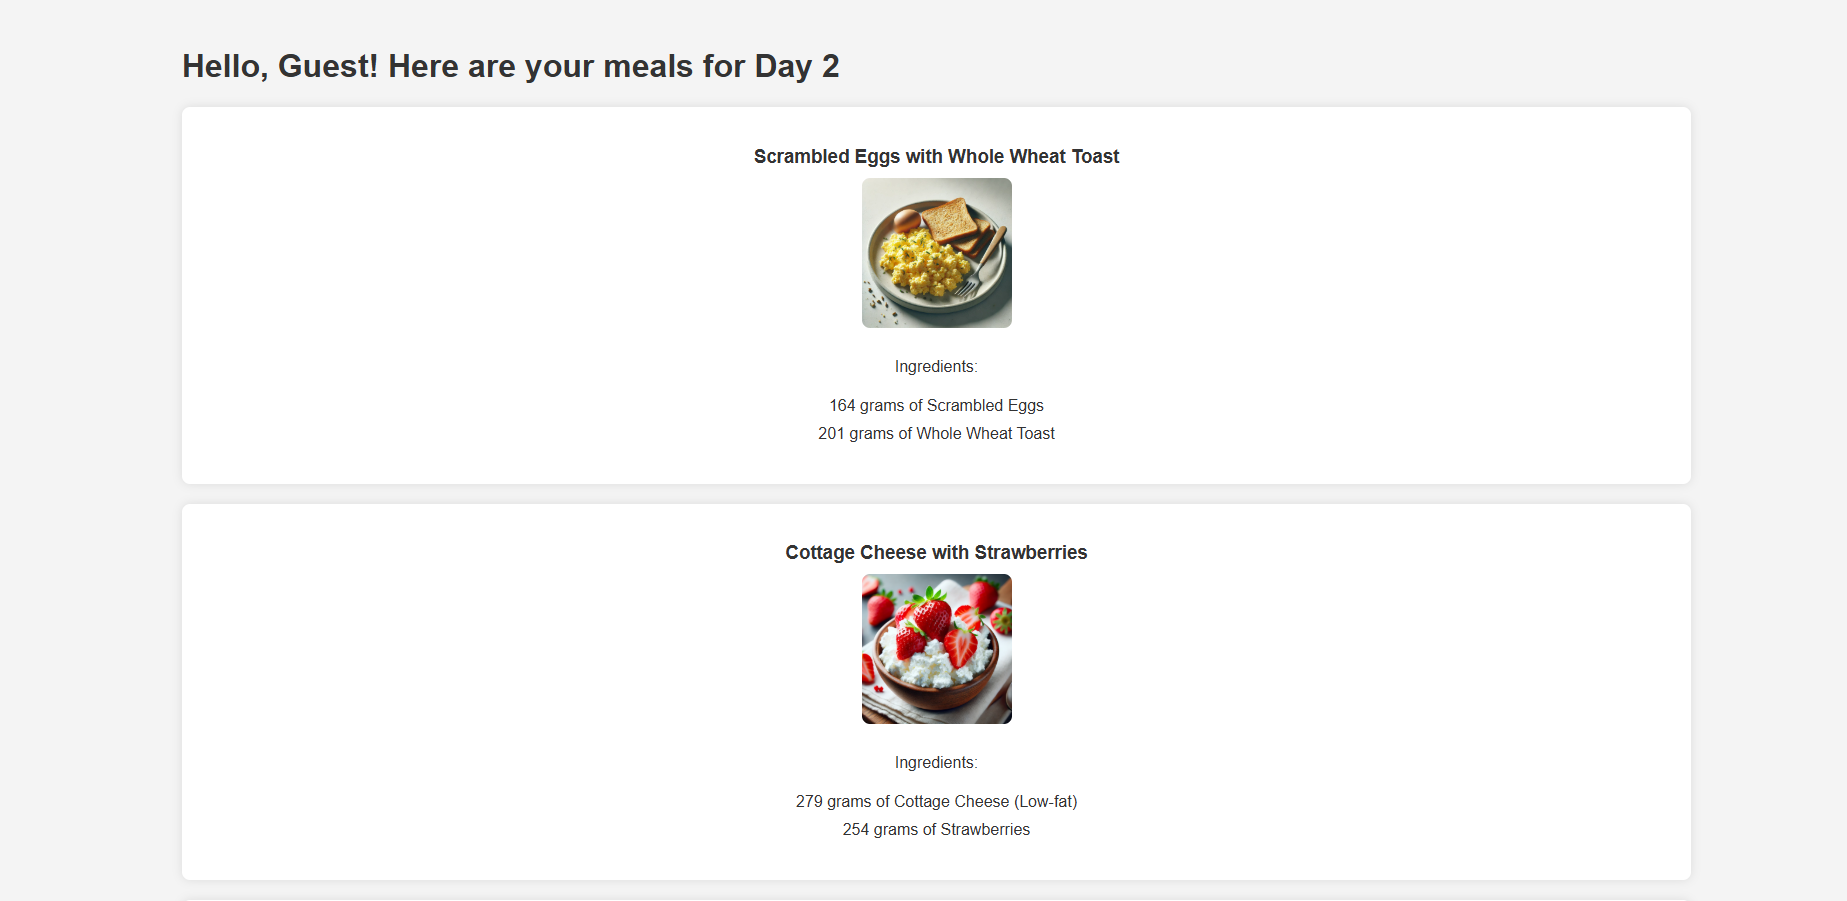 Hello, Guest! Here are your meals for Day 2
Scrambled Eggs with Whole Wheat Toast
Ingredients:
164 grams of Scrambled Eggs
201 grams of Whole Wheat Toast
Cottage Cheese with Strawberries
Ingredients:
279 grams of Cottage Cheese (Low-fat)
254 grams of Strawberries